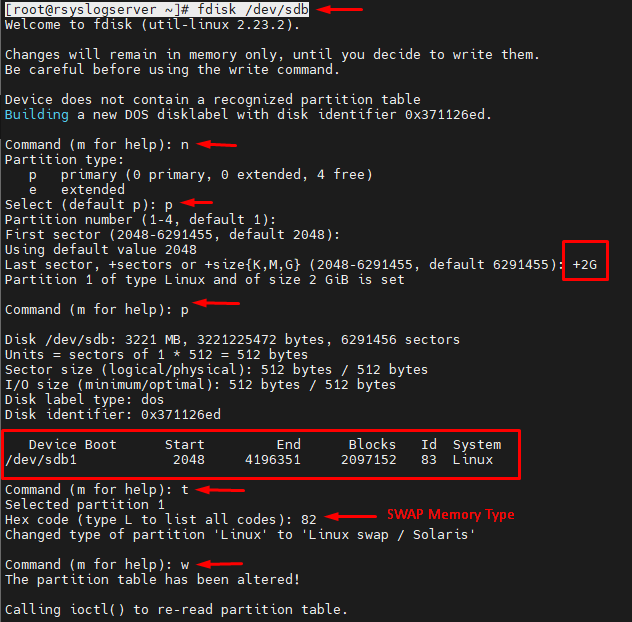 [root@rsyslogserver ~]# fdisk /dev/sdb
Welcome to fdisk (util-linux 2.23.2).
Changes will remain in memory only, until you decide to write them.
Be careful before using the write command.
Device does not contain a recognized partition table
Building a new DOS disklabel with disk identifier 0x371126ed.
Command (m for help): n
Partition type:
   p   primary (0 primary, 0 extended, 4 free)
   e   extended
Select (default p): p
Partition number (1-4, default 1):
First sector (2048-6291455, default 2048):
Using default value 2048
Last sector, +sectors or +size{K,M,G} (2048-6291455, default 6291455): +2G
Partition 1 of type Linux and of size 2 GiB is set
Command (m for help): p
Disk /dev/sdb: 3221 MB, 3221225472 bytes, 6291456 sectors
Units = sectors of 1 * 512 = 512 bytes
Sector size (logical/physical): 512 bytes / 512 bytes
I/O size (minimum/optimal): 512 bytes / 512 bytes
Disk label type: dos
Disk identifier: 0x371126ed
   Device Boot      Start         End      Blocks   Id  System
/dev/sdb1            2048     4196351     2097152   83  Linux
Command (m for help): t
Selected partition 1
Hex code (type L to list all codes): 82 SWAP Memory Type
Changed type of partition 'Linux' to 'Linux swap / Solaris'
Command (m for help): w
The partition table has been altered!
Calling ioctl() to re-read partition table.